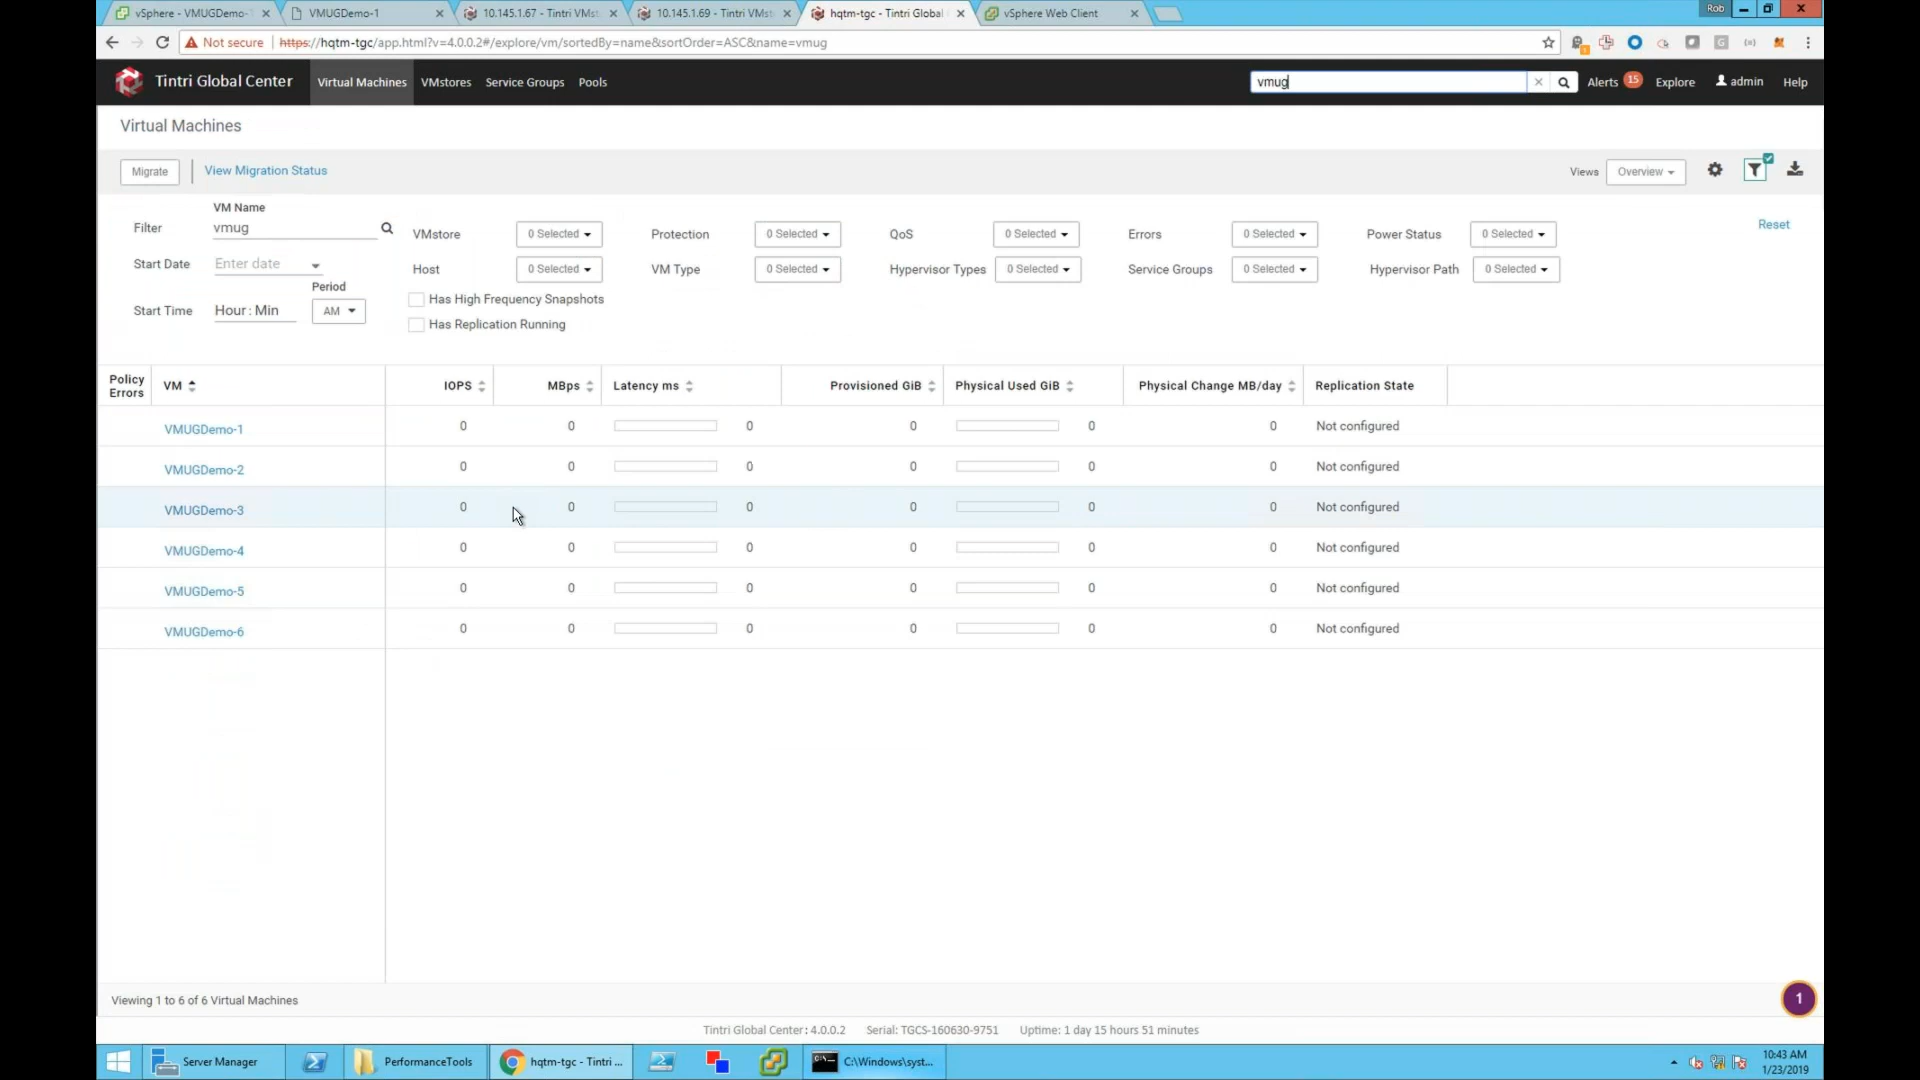 vSphere - VMUGDemo-
VMUGDemo-1
10.145.1.67 - Tintri VMst
10.145.1.69 - Tintri VMst
hqtm-tgc - Tintri Global
vSphere Web Client
Rob
Not secure | https://hqtm-tgc/app.html?v=4.0.0.2#/explore/vm/sortedBy=name&sortOrder=ASC&name=vmug
Tintri Global Center
Virtual Machines
VMstores
Service Groups
Pools
vmug
Alerts 15
Explore
admin
Help
Virtual Machines
Migrate
View Migration Status
Views
Overview
VM Name
Filter
vmug
Start Date
Enter date
Period
Start Time
Hour : Min
AM
VMstore 0 Selected
Protection 0 Selected
QoS 0 Selected
Errors 0 Selected
Power Status 0 Selected
Reset
Host 0 Selected
VM Type 0 Selected
Hypervisor Types 0 Selected
Service Groups 0 Selected
Hypervisor Path 0 Selected
Has High Frequency Snapshots
Has Replication Running
Policy Errors VM IOPS MBps Latency ms Provisioned GiB Physical Used GiB Physical Change MB/day Replication State
VMUGDemo-1 0 0 0 0 0 0 Not configured
VMUGDemo-2 0 0 0 0 0 0 Not configured
VMUGDemo-3 0 0 0 0 0 0 Not configured
VMUGDemo-4 0 0 0 0 0 0 Not configured
VMUGDemo-5 0 0 0 0 0 0 Not configured
VMUGDemo-6 0 0 0 0 0 0 Not configured
Viewing 1 to 6 of 6 Virtual Machines
1
Tintri Global Center: 4.0.0.2 Serial: TGCS-160630-9751 Uptime: 1 day 15 hours 51 minutes
Server Manager
PerformanceTools
hqtm-tgc - Tintri ...
C:\Windows\syst...
10:43 AM
1/23/2019